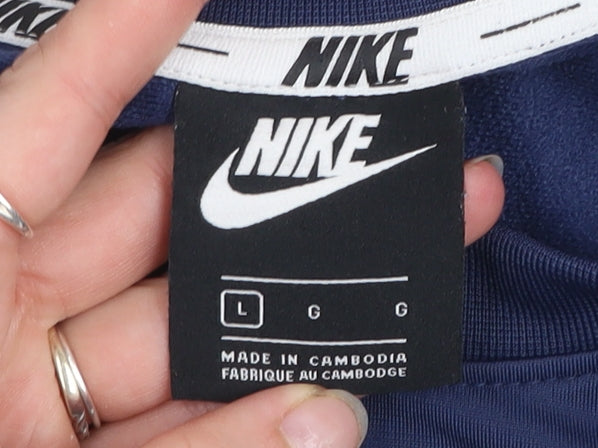 NIKE
NIKE
L G G
MADE IN CAMBODIA
FABRIQUE AU CAMBODGE